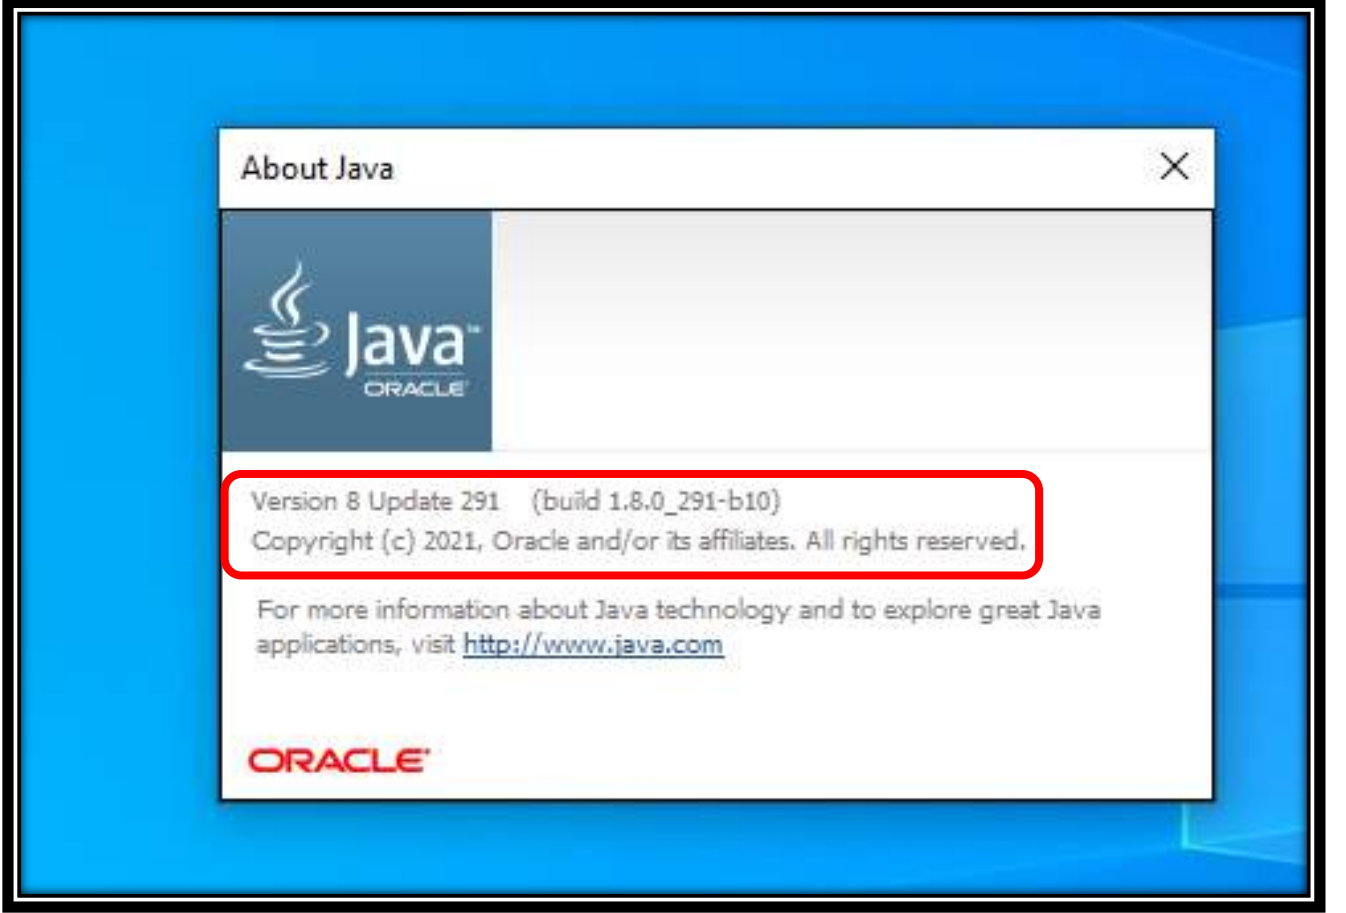 About Java
Java™
ORACLE
Version 8 Update 291 (build 1.8.0_291-b10)
Copyright (c) 2021, Oracle and/or its affiliates. All rights reserved.
For more information about Java technology and to explore great Java
applications, visit http://www.java.com
ORACLE